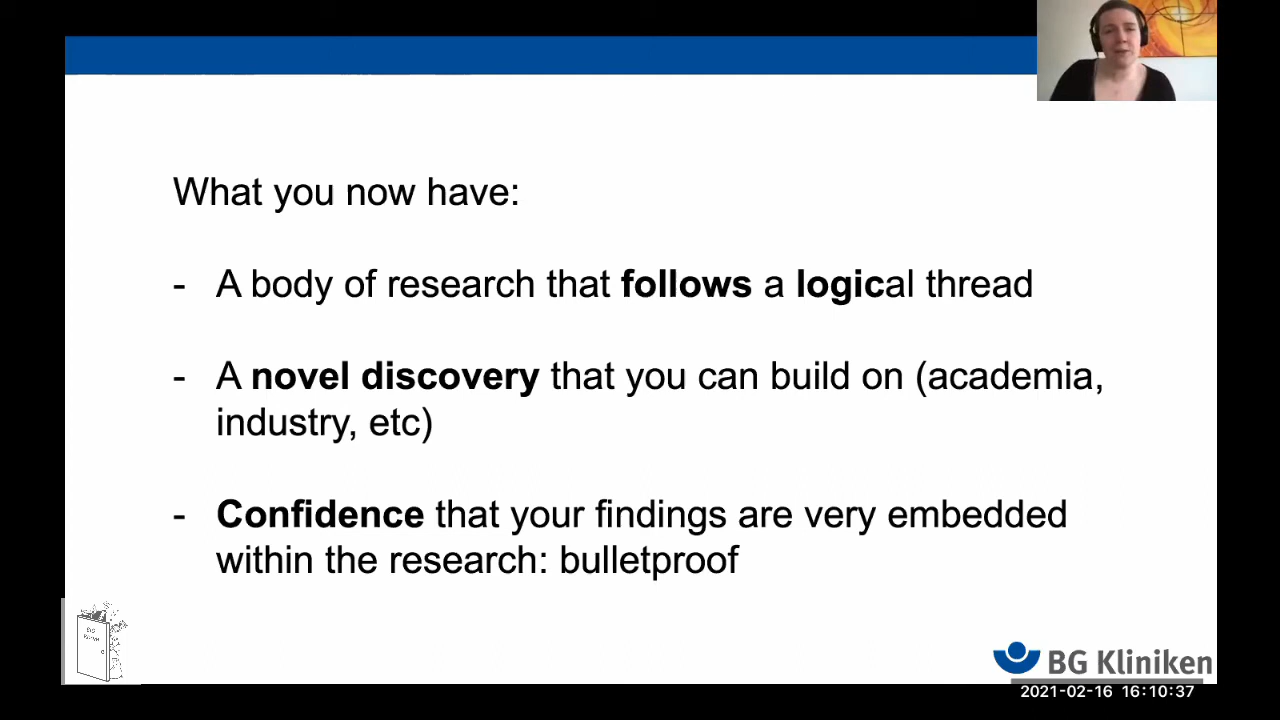 What you now have:
- A body of research that follows a logical thread
- A novel discovery that you can build on (academia,
industry, etc)
- Confidence that your findings are very embedded
within the research: bulletproof
BG Kliniken
2021-02-16 16:10:37